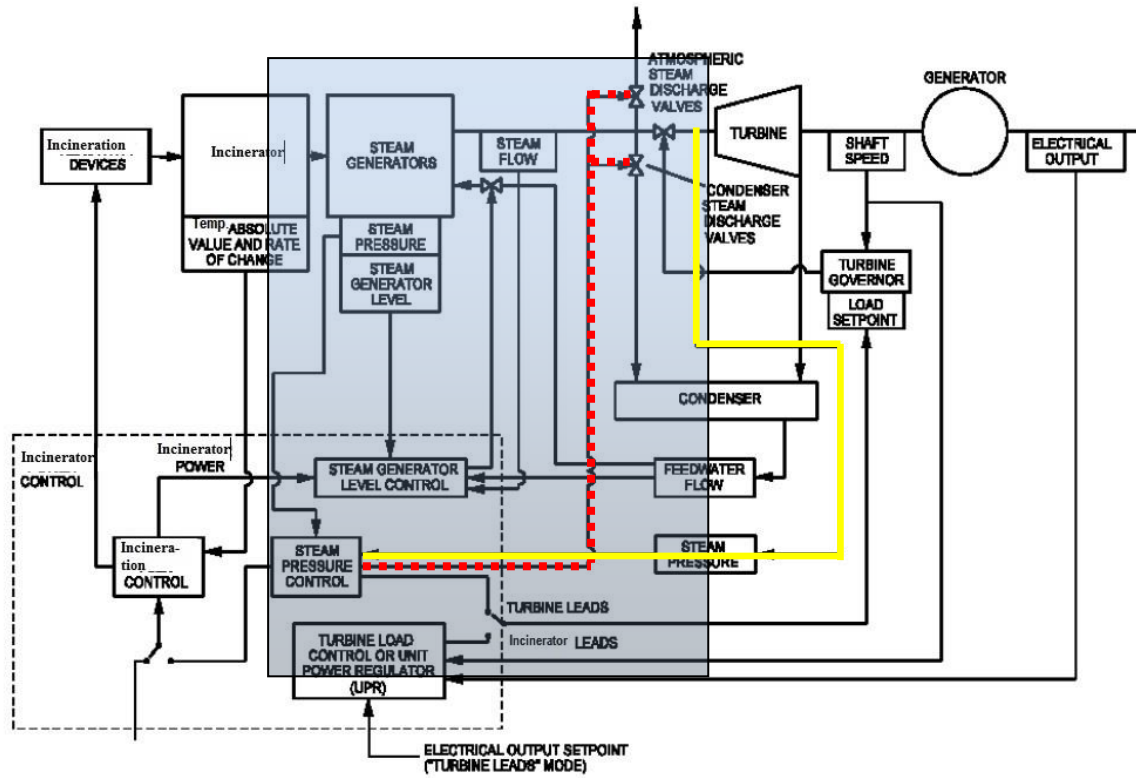 ATMOSPHERIC
STEAM
DISCHARGE
VALVES
GENERATOR
Incineration
DEVICES
Incinerator
STEAM
GENERATORS
STEAM
FLOW
TURBINE
SHAFT
SPEED
ELECTRICAL
OUTPUT
CONDENSER
STEAM
DISCHARGE
VALVES
Temp.ABSOLUTE
VALUE AND RATE
OF CHANGE
STEAM
PRESSURE
STEAM
GENERATOR
LEVEL
TURBINE
GOVERNOR
LOAD
SETPOINT
CONDENSER
Incinerator
CONTROL
Incinerator
POWER
STEAM GENERATOR
LEVEL CONTROL
FEEDWATER
FLOW
Incinera-
tion
CONTROL
STEAM
PRESSURE
CONTROL
STEAM
PRESSURE
TURBINE LEADS
Incinerator LEADS
TURBINE LOAD
CONTROL OR UNIT
POWER REGULATOR
(UPR)
ELECTRICAL OUTPUT SETPOINT
("TURBINE LEADS" MODE)